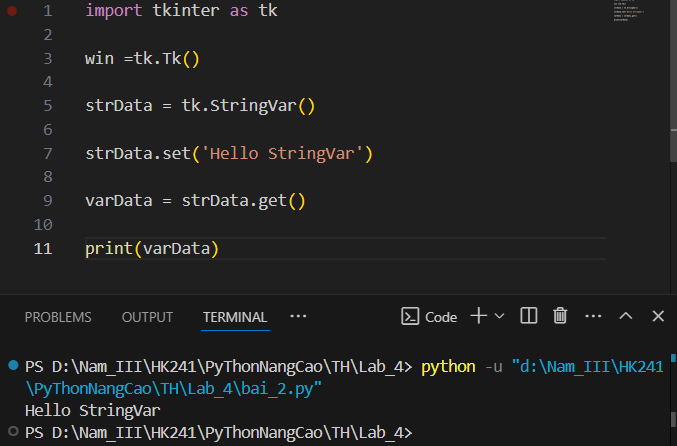 1 import tkinter as tk
2
3 win =tk.Tk()
4
5 strData = tk.StringVar()
6
7 strData.set('Hello StringVar')
8
9 varData = strData.get()
10
11 print(varData)
PROBLEMS OUTPUT TERMINAL ··· Code
PS D:\Nam_III\HK241\PyThonNangCao\TH\Lab_4> python -u "d:\Nam_III\HK241
\PyThonNangCao\TH\Lab_4\bai_2.py"
Hello StringVar
PS D:\Nam_III\HK241\PyThonNangCao\TH\Lab_4>